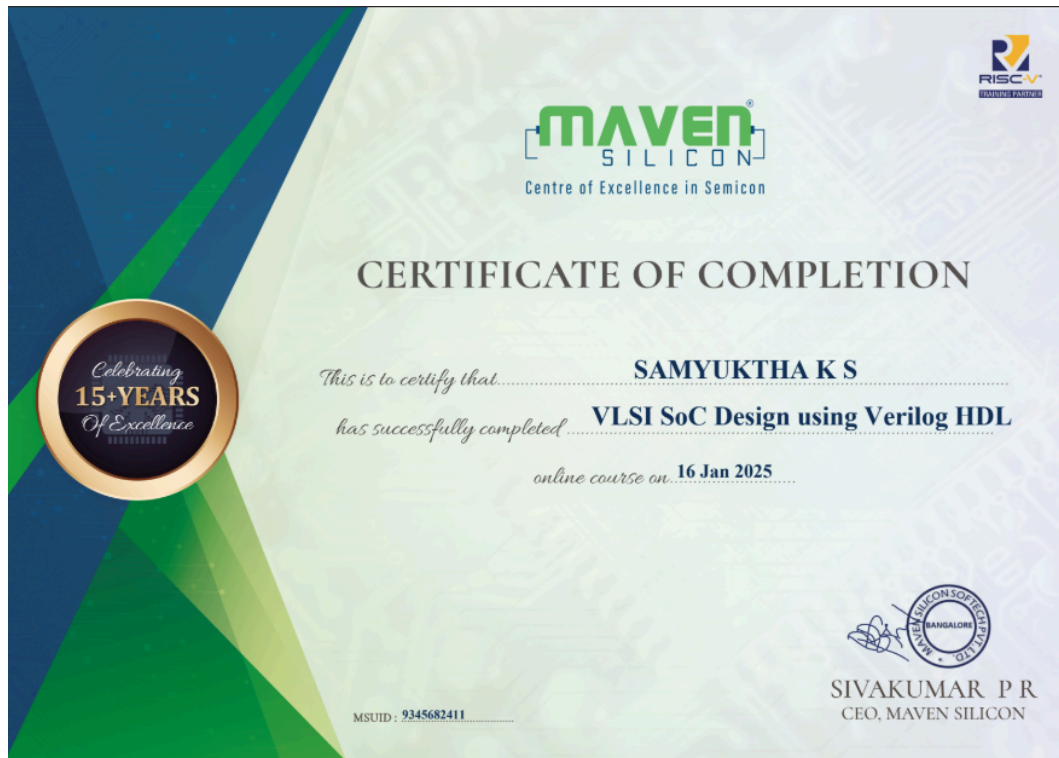 RISC-V®
TRAINING PARTNER
MAVEN®
SILICON
Centre of Excellence in Semicon
CERTIFICATE OF COMPLETION
This is to certify that SAMYUKTHA K S
has successfully completed VLSI SoC Design using Verilog HDL
online course on 16 Jan 2025
Celebrating
15+YEARS
Of Excellence
MAVEN SILICON SOFTECH PVT. LTD.
BANGALORE
SIVAKUMAR P R
CEO, MAVEN SILICON
MSUID : 9345682411